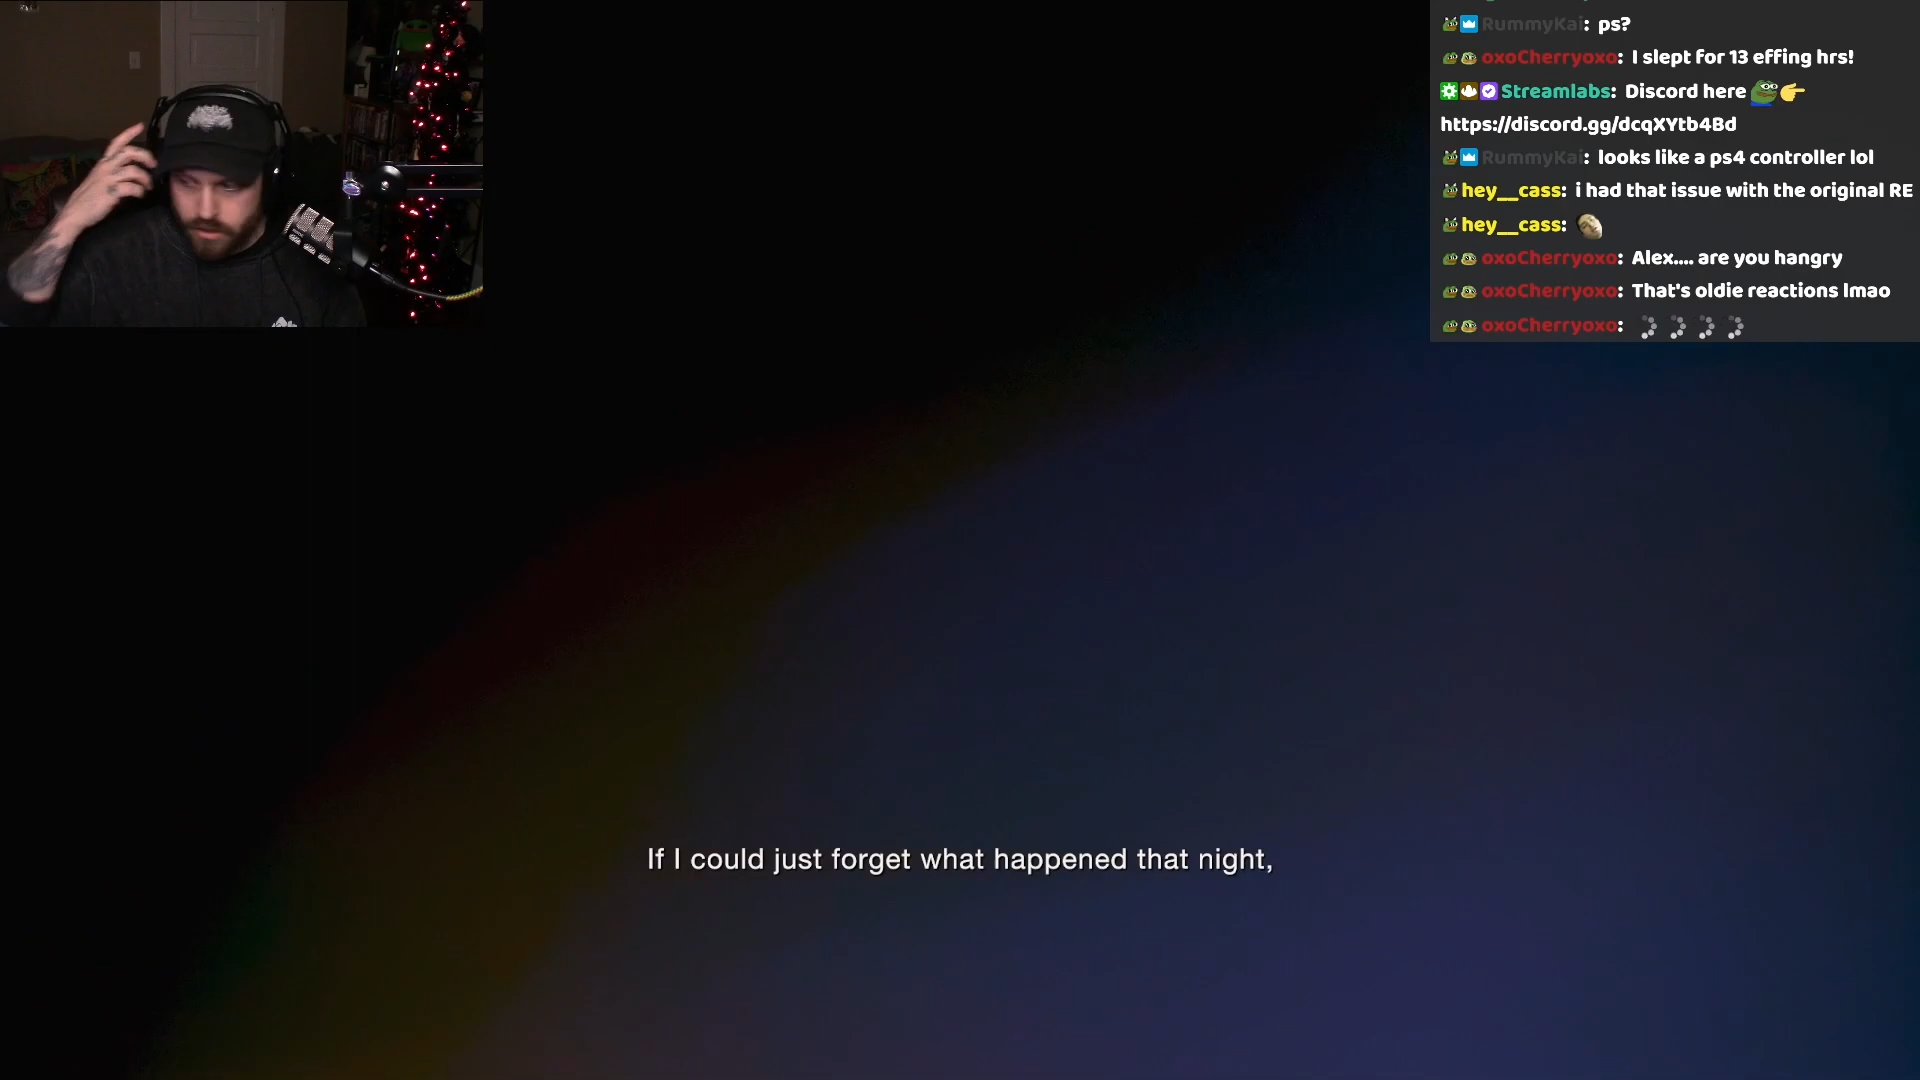 RummyKai: ps?
oxoCherryoxo: I slept for 13 effing hrs!
Streamlabs: Discord here
https://discord.gg/dcqXYtb4Bd
RummyKai: looks like a ps4 controller lol
hey__cass: i had that issue with the original RE
hey__cass:
oxoCherryoxo: Alex.... are you hangry
oxoCherryoxo: That's oldie reactions lmao
oxoCherryoxo:
If I could just forget what happened that night,